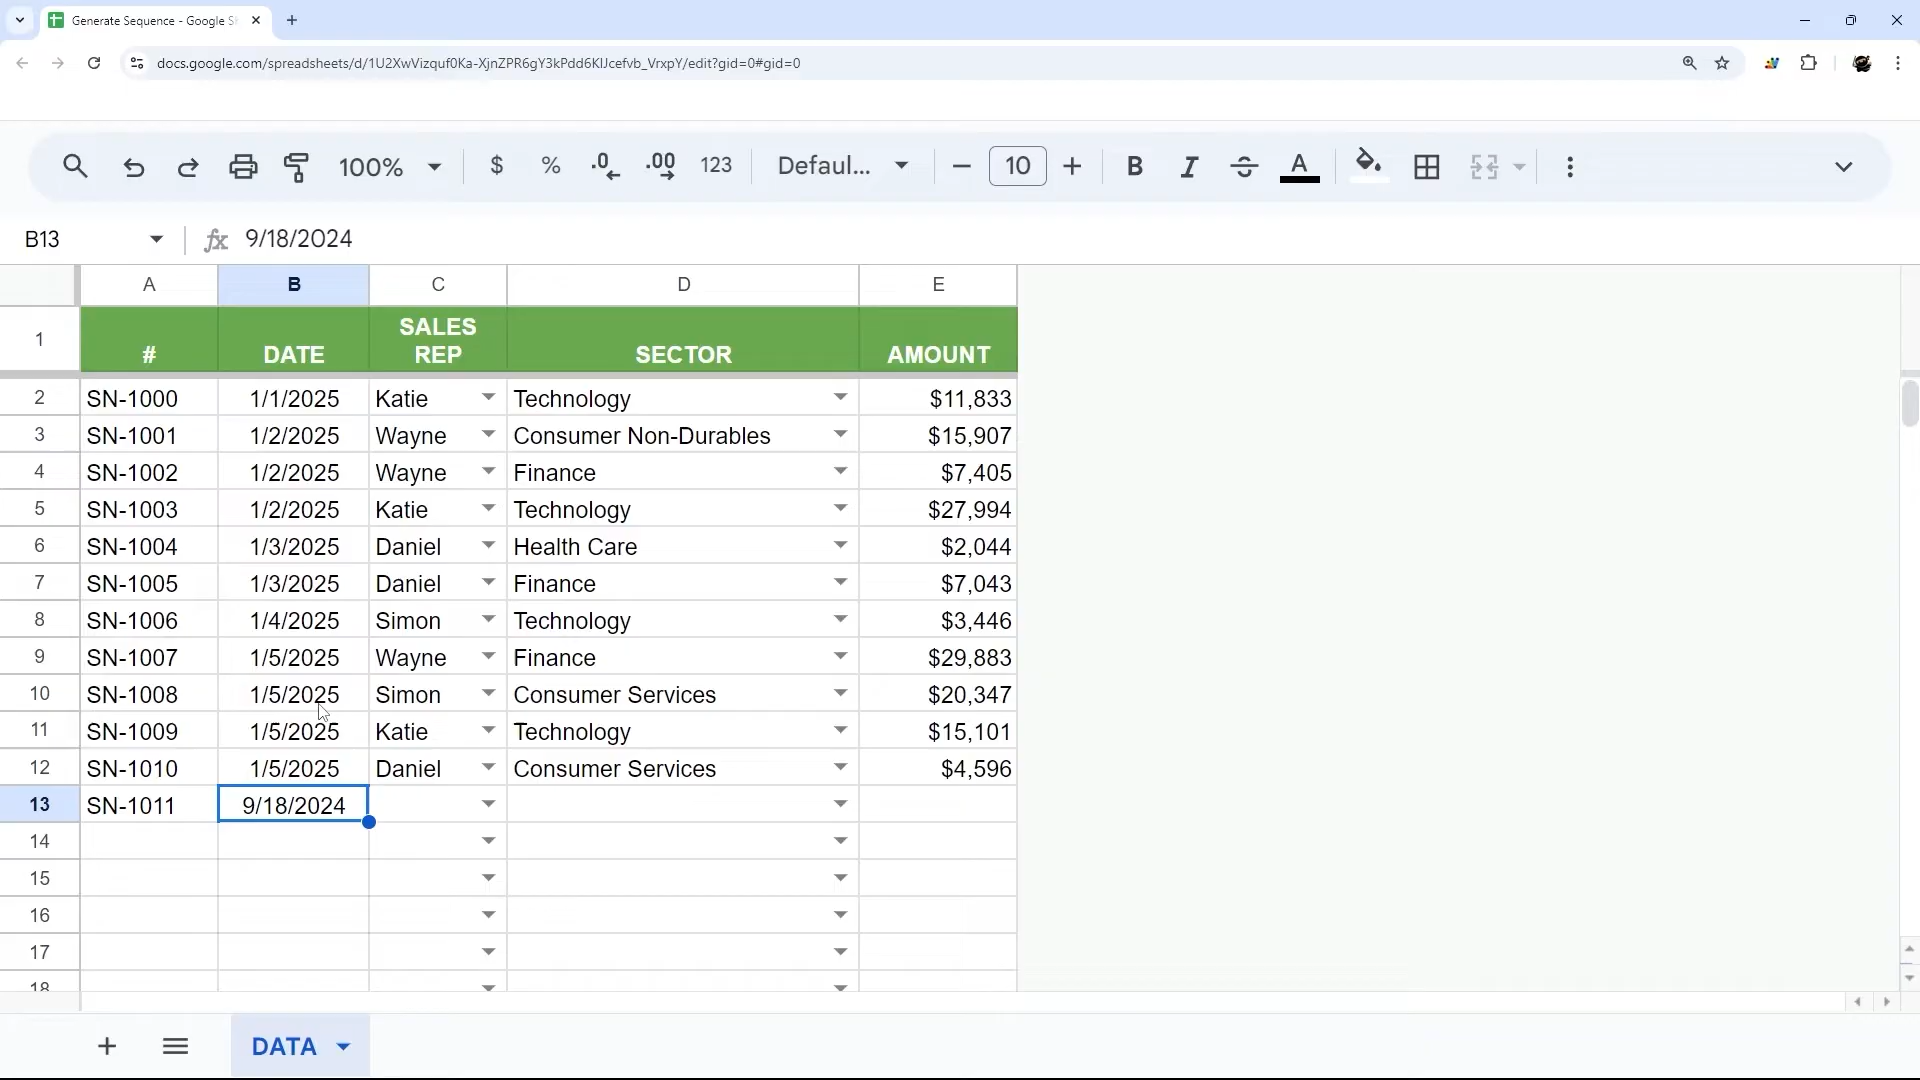 Generate Sequence - Google S
docs.google.com/spreadsheets/d/1U2XwVizquf0Ka-XjnZPR6gY3kPdd6KIJcefvb_VrxpY/edit?gid=0#gid=0
100% $ % .0 .00 123 Defaul... 10 B I A
B13 fx 9/18/2024
A B C D E
1 # DATE SALES REP SECTOR AMOUNT
2 SN-1000 1/1/2025 Katie Technology $11,833
3 SN-1001 1/2/2025 Wayne Consumer Non-Durables $15,907
4 SN-1002 1/2/2025 Wayne Finance $7,405
5 SN-1003 1/2/2025 Katie Technology $27,994
6 SN-1004 1/3/2025 Daniel Health Care $2,044
7 SN-1005 1/3/2025 Daniel Finance $7,043
8 SN-1006 1/4/2025 Simon Technology $3,446
9 SN-1007 1/5/2025 Wayne Finance $29,883
10 SN-1008 1/5/2025 Simon Consumer Services $20,347
11 SN-1009 1/5/2025 Katie Technology $15,101
12 SN-1010 1/5/2025 Daniel Consumer Services $4,596
13 SN-1011 9/18/2024
14
15
16
17
18
DATA